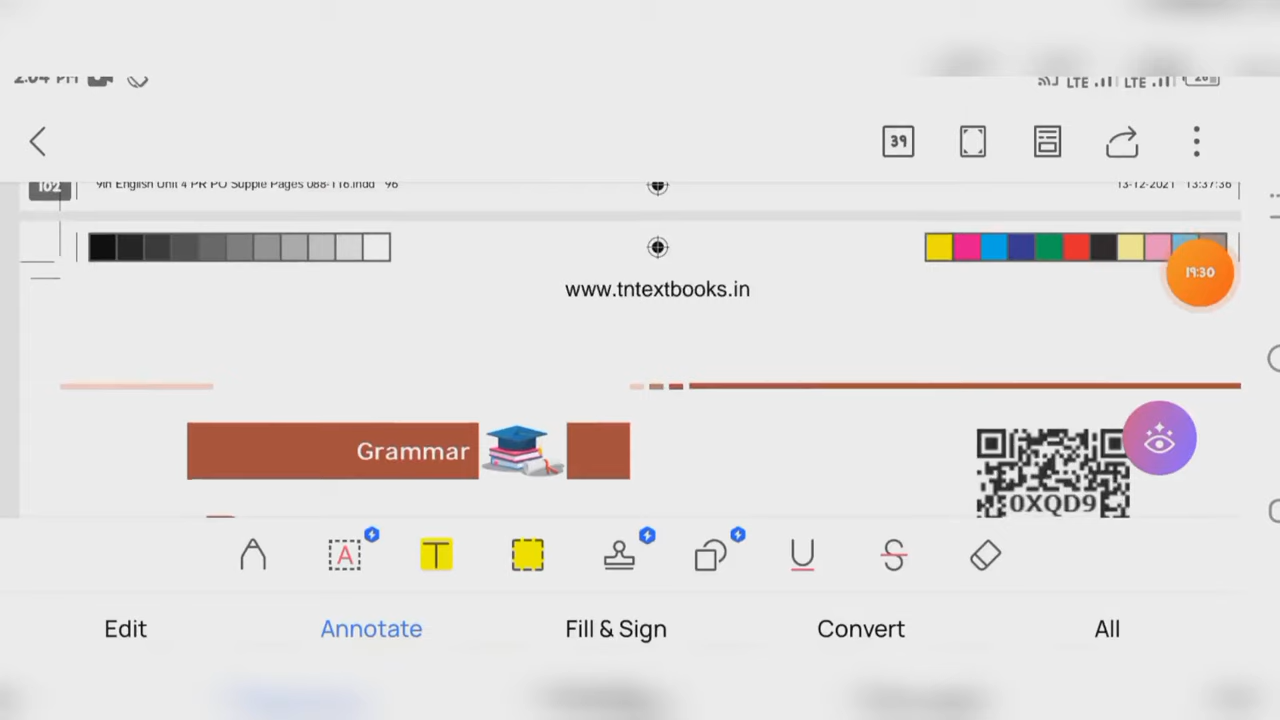 2:04 PM
LTE LTE 20
39
102 9th English Unit 4 PR PO Supple Pages 088-116.indd 96 13-12-2021 13:37:36
19:30
www.tntextbooks.in
Grammar
0XQD9
A T U S
Edit Annotate Fill & Sign Convert All